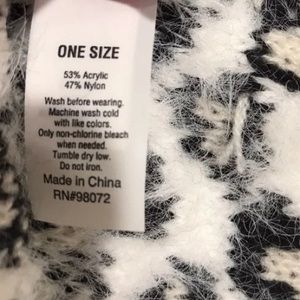 ONE SIZE
53% Acrylic
47% Nylon
Wash before wearing.
Machine wash cold
with like colors.
Only non-chlorine bleach
when needed.
Tumble dry low.
Do not iron.
Made in China
RN#98072